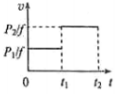 v
P₂/f
P₁/f
0 t₁ t₂ t